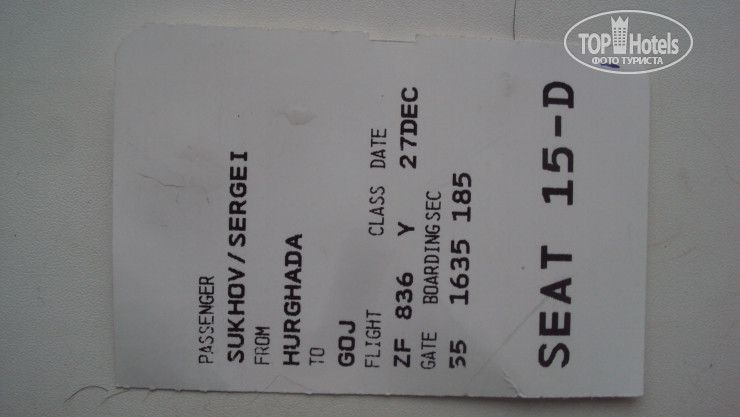 PASSENGER
SUKHOV/SERGEI
FROM
HURGHADA
TO
GOJ
FLIGHT CLASS DATE
ZF 836 Y 27DEC
GATE BOARDING SEC
1635 185
SEAT 15-D
TOP Hotels
ФОТО ТУРИСТА